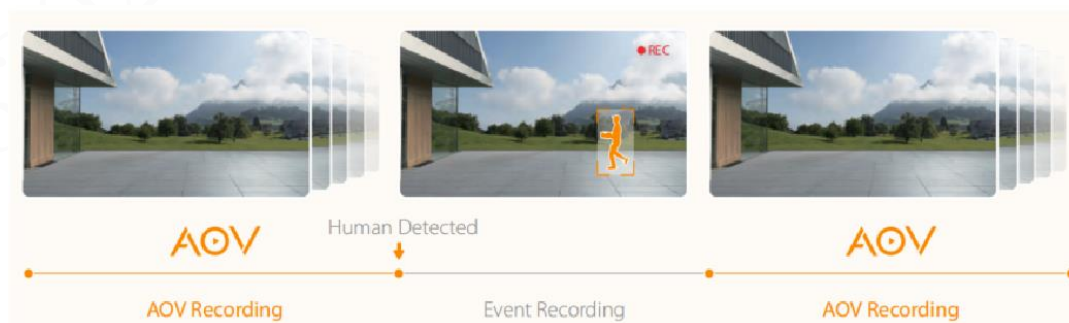 REC
AOV
Human Detected
AOV
AOV Recording
Event Recording
AOV Recording